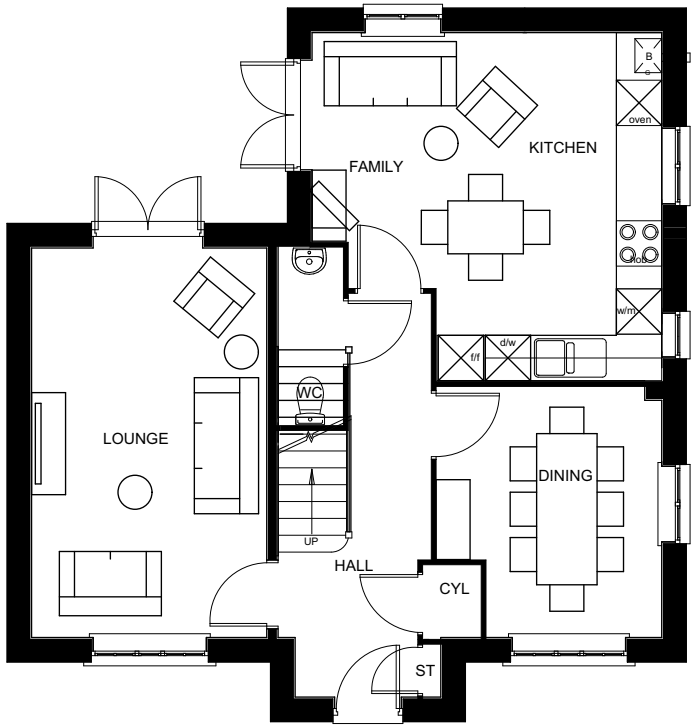 B
G
oven
KITCHEN
FAMILY
hob
w/m
d/w
f/f
WC
LOUNGE
DINING
UP
HALL
CYL
ST